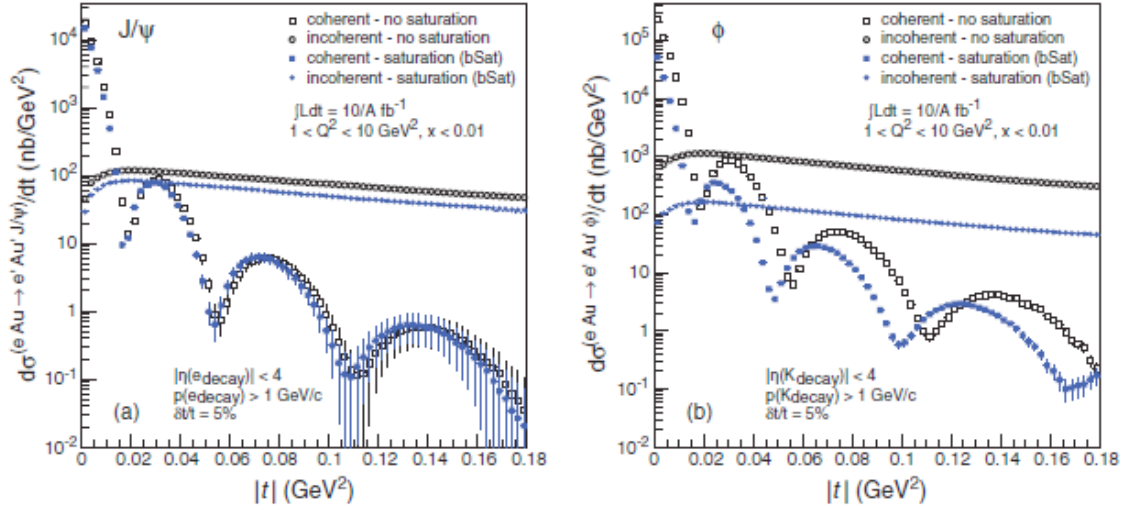 J/ψ
coherent - no saturation
incoherent - no saturation
coherent - saturation (bSat)
incoherent - saturation (bSat)
∫Ldt = 10/A fb⁻¹
1 < Q² < 10 GeV², x < 0.01
dσ(e Au → e' Au' J/ψ)/dt (nb/GeV²)
10⁴
10³
10²
10
1
10⁻¹
10⁻²
|η(e_decay)| < 4
p(e_decay) > 1 GeV/c
δt/t = 5%
(a)
0 0.02 0.04 0.06 0.08 0.1 0.12 0.14 0.16 0.18
|t| (GeV²)
ϕ
coherent - no saturation
incoherent - no saturation
coherent - saturation (bSat)
incoherent - saturation (bSat)
∫Ldt = 10/A fb⁻¹
1 < Q² < 10 GeV², x < 0.01
dσ(e Au → e' Au' ϕ)/dt (nb/GeV²)
10⁵
10⁴
10³
10²
10
1
10⁻¹
10⁻²
|η(K_decay)| < 4
p(K_decay) > 1 GeV/c
δt/t = 5%
(b)
0 0.02 0.04 0.06 0.08 0.1 0.12 0.14 0.16 0.18
|t| (GeV²)